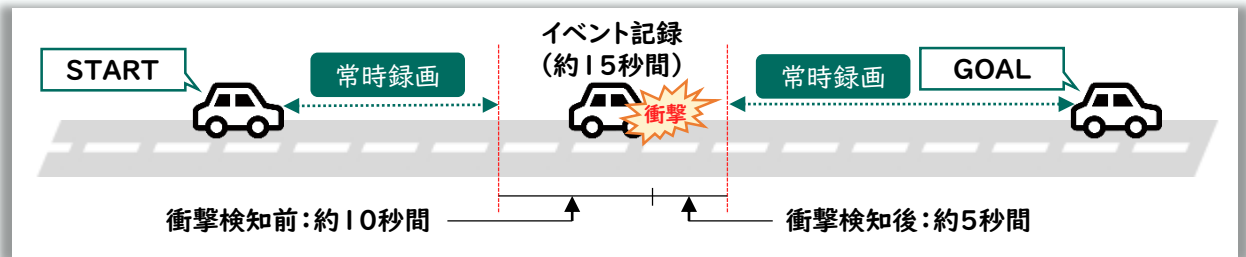 START
常時録画
イベント記録
(約15秒間)
衝撃
常時録画
GOAL
衝撃検知前:約10秒間
衝撃検知後:約5秒間